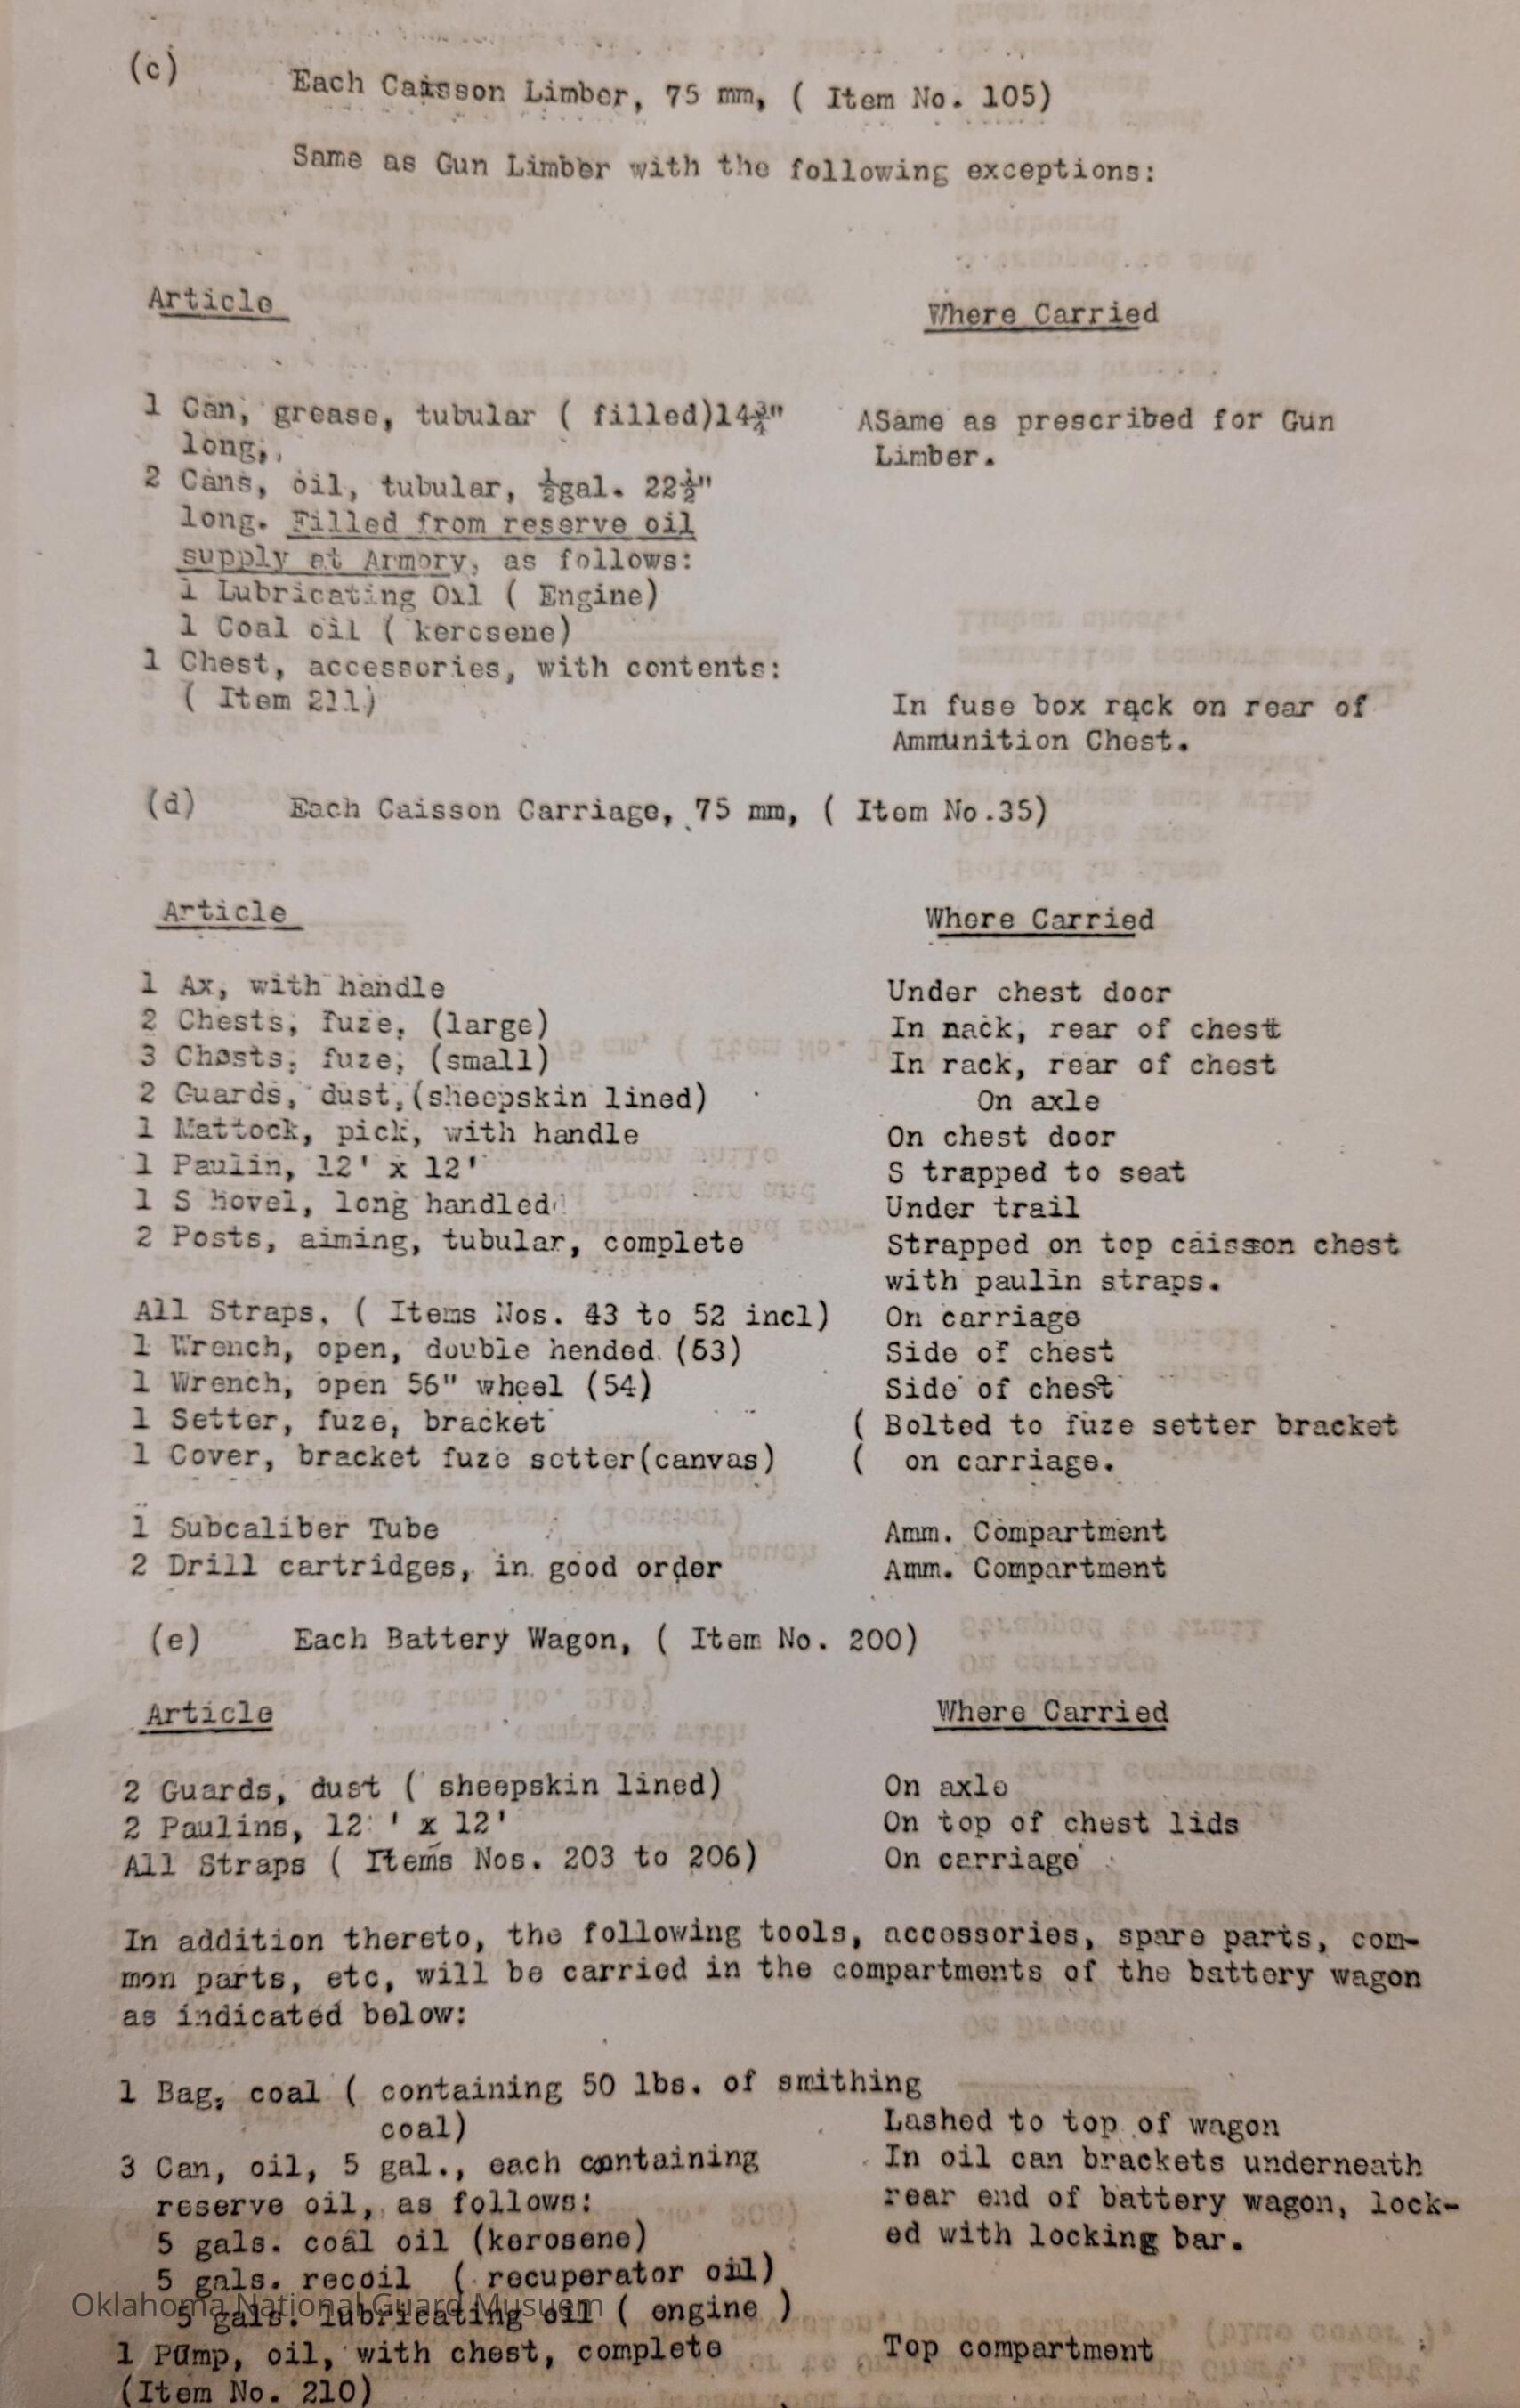 (c) Each Caisson Limber, 75 mm, ( Item No. 105)
Same as Gun Limber with the following exceptions:
Article Where Carried
1 Can, grease, tubular ( filled)14¾" ASame as prescribed for Gun
long,, Limber.
2 Cans, oil, tubular, ½gal. 22½"
long. Filled from reserve oil
supply at Armory, as follows:
1 Lubricating Oil ( Engine)
1 Coal oil ( kerosene)
1 Chest, accessories, with contents:
( Item 211) In fuse box rack on rear of
Ammunition Chest.
(d) Each Caisson Carriage, 75 mm, ( Item No.35)
Article Where Carried
1 Ax, with handle Under chest door
2 Chests, fuze, (large) In nack, rear of chest
3 Chests, fuze, (small) In rack, rear of chest
2 Guards, dust,(sheepskin lined) On axle
1 Mattock, pick, with handle On chest door
1 Paulin, 12' x 12' S trapped to seat
1 S hovel, long handled Under trail
2 Posts, aiming, tubular, complete Strapped on top caisson chest
with paulin straps.
All Straps, ( Items Nos. 43 to 52 incl) On carriage
1 Wrench, open, double hended (53) Side of chest
1 Wrench, open 56" wheel (54) Side of chest
1 Setter, fuze, bracket ( Bolted to fuze setter bracket
1 Cover, bracket fuze setter(canvas) ( on carriage.
1 Subcaliber Tube Amm. Compartment
2 Drill cartridges, in good order Amm. Compartment
(e) Each Battery Wagon, ( Item No. 200)
Article Where Carried
2 Guards, dust ( sheepskin lined) On axle
2 Paulins, 12 ' x 12' On top of chest lids
All Straps ( Items Nos. 203 to 206) On carriage
In addition thereto, the following tools, accessories, spare parts, com-
mon parts, etc, will be carried in the compartments of the battery wagon
as indicated below:
1 Bag, coal ( containing 50 lbs. of smithing
coal) Lashed to top of wagon
3 Can, oil, 5 gal., each containing In oil can brackets underneath
reserve oil, as follows: rear end of battery wagon, lock-
5 gals. coal oil (kerosene) ed with locking bar.
5 gals. recoil ( recuperator oil)
5 gals. lubricating oil ( engine )
Oklahoma National Guard Musuem
1 Pump, oil, with chest, complete Top compartment
(Item No. 210)